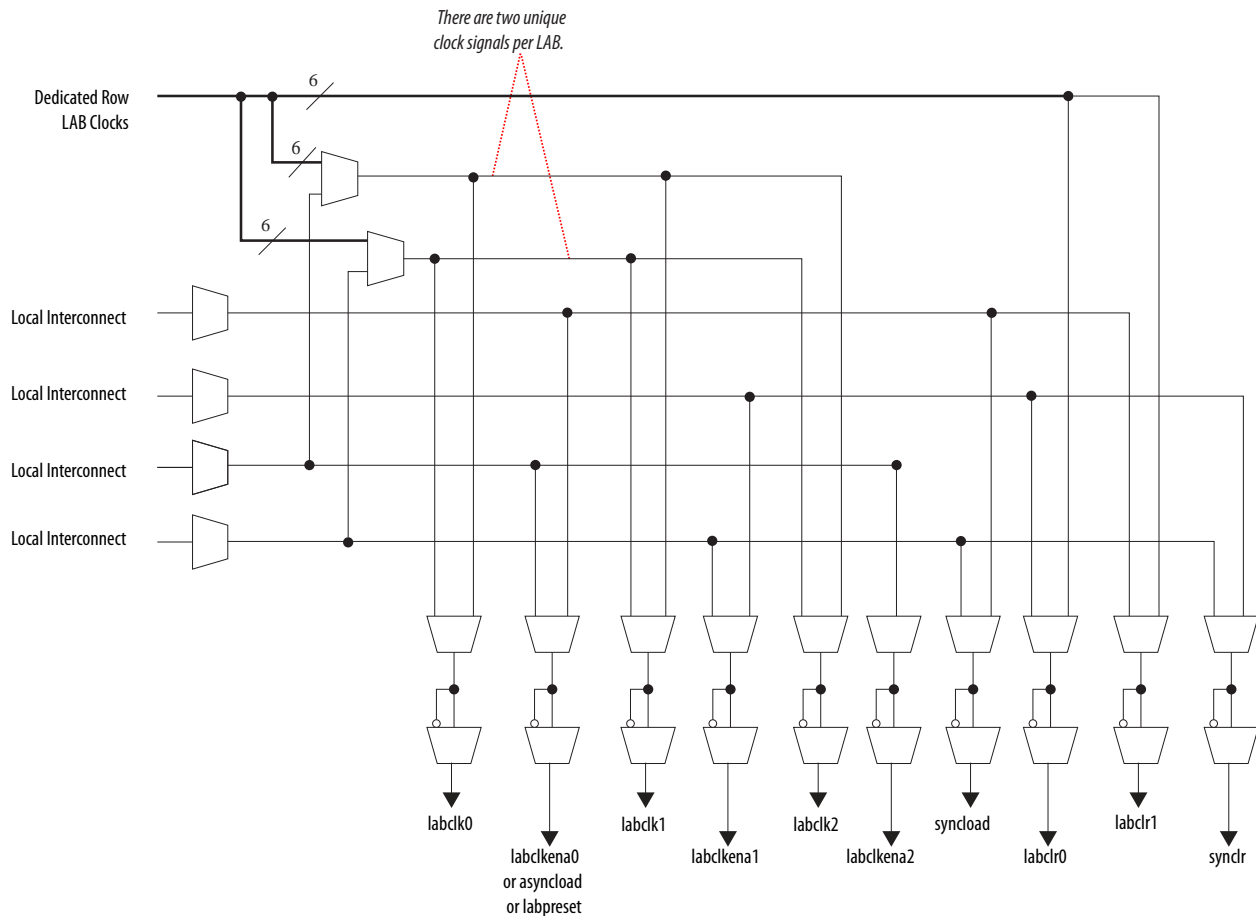 There are two unique
clock signals per LAB.
6
Dedicated Row
LAB Clocks
6
6
Local Interconnect
Local Interconnect
Local Interconnect
Local Interconnect
labclk0
labclk1
labclk2
syncload
labclr1
labclkena0
or asyncload
or labpreset
labclkena1
labclkena2
labclr0
synclr